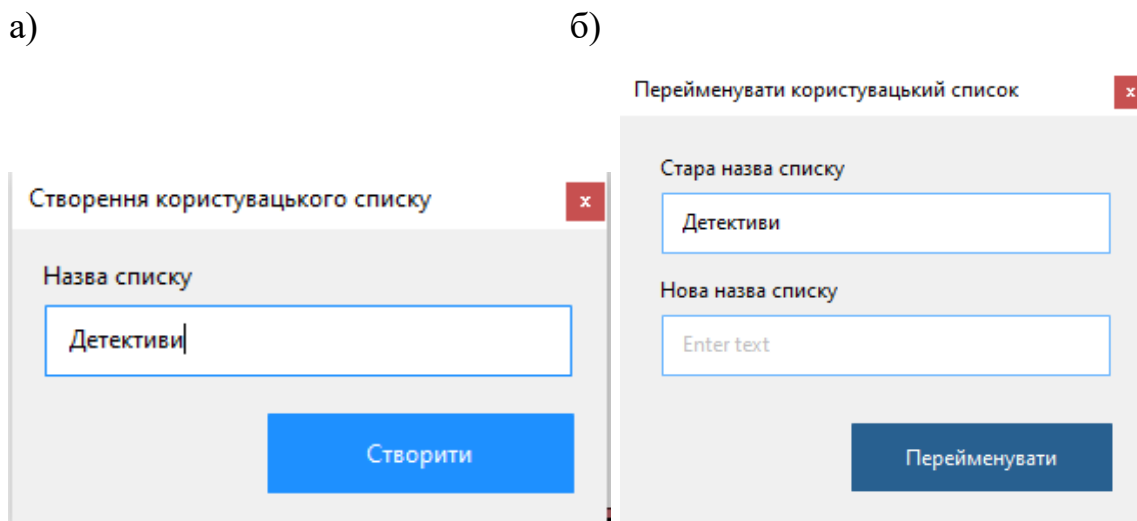 а)
б)
Створення користувацького списку
x
Назва списку
Детективи
Створити
Перейменувати користувацький список
x
Стара назва списку
Детективи
Нова назва списку
Enter text
Перейменувати